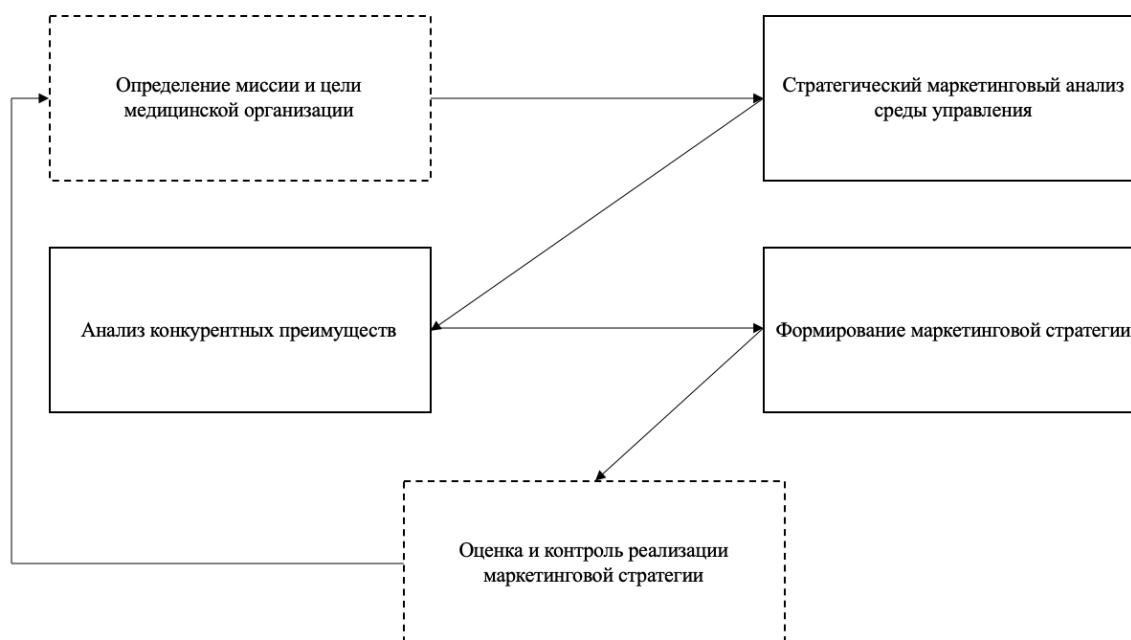 Определение миссии и цели
медицинской организации
Стратегический маркетинговый анализ
среды управления
Анализ конкурентных преимуществ
Формирование маркетинговой стратегии
Оценка и контроль реализации
маркетинговой стратегии